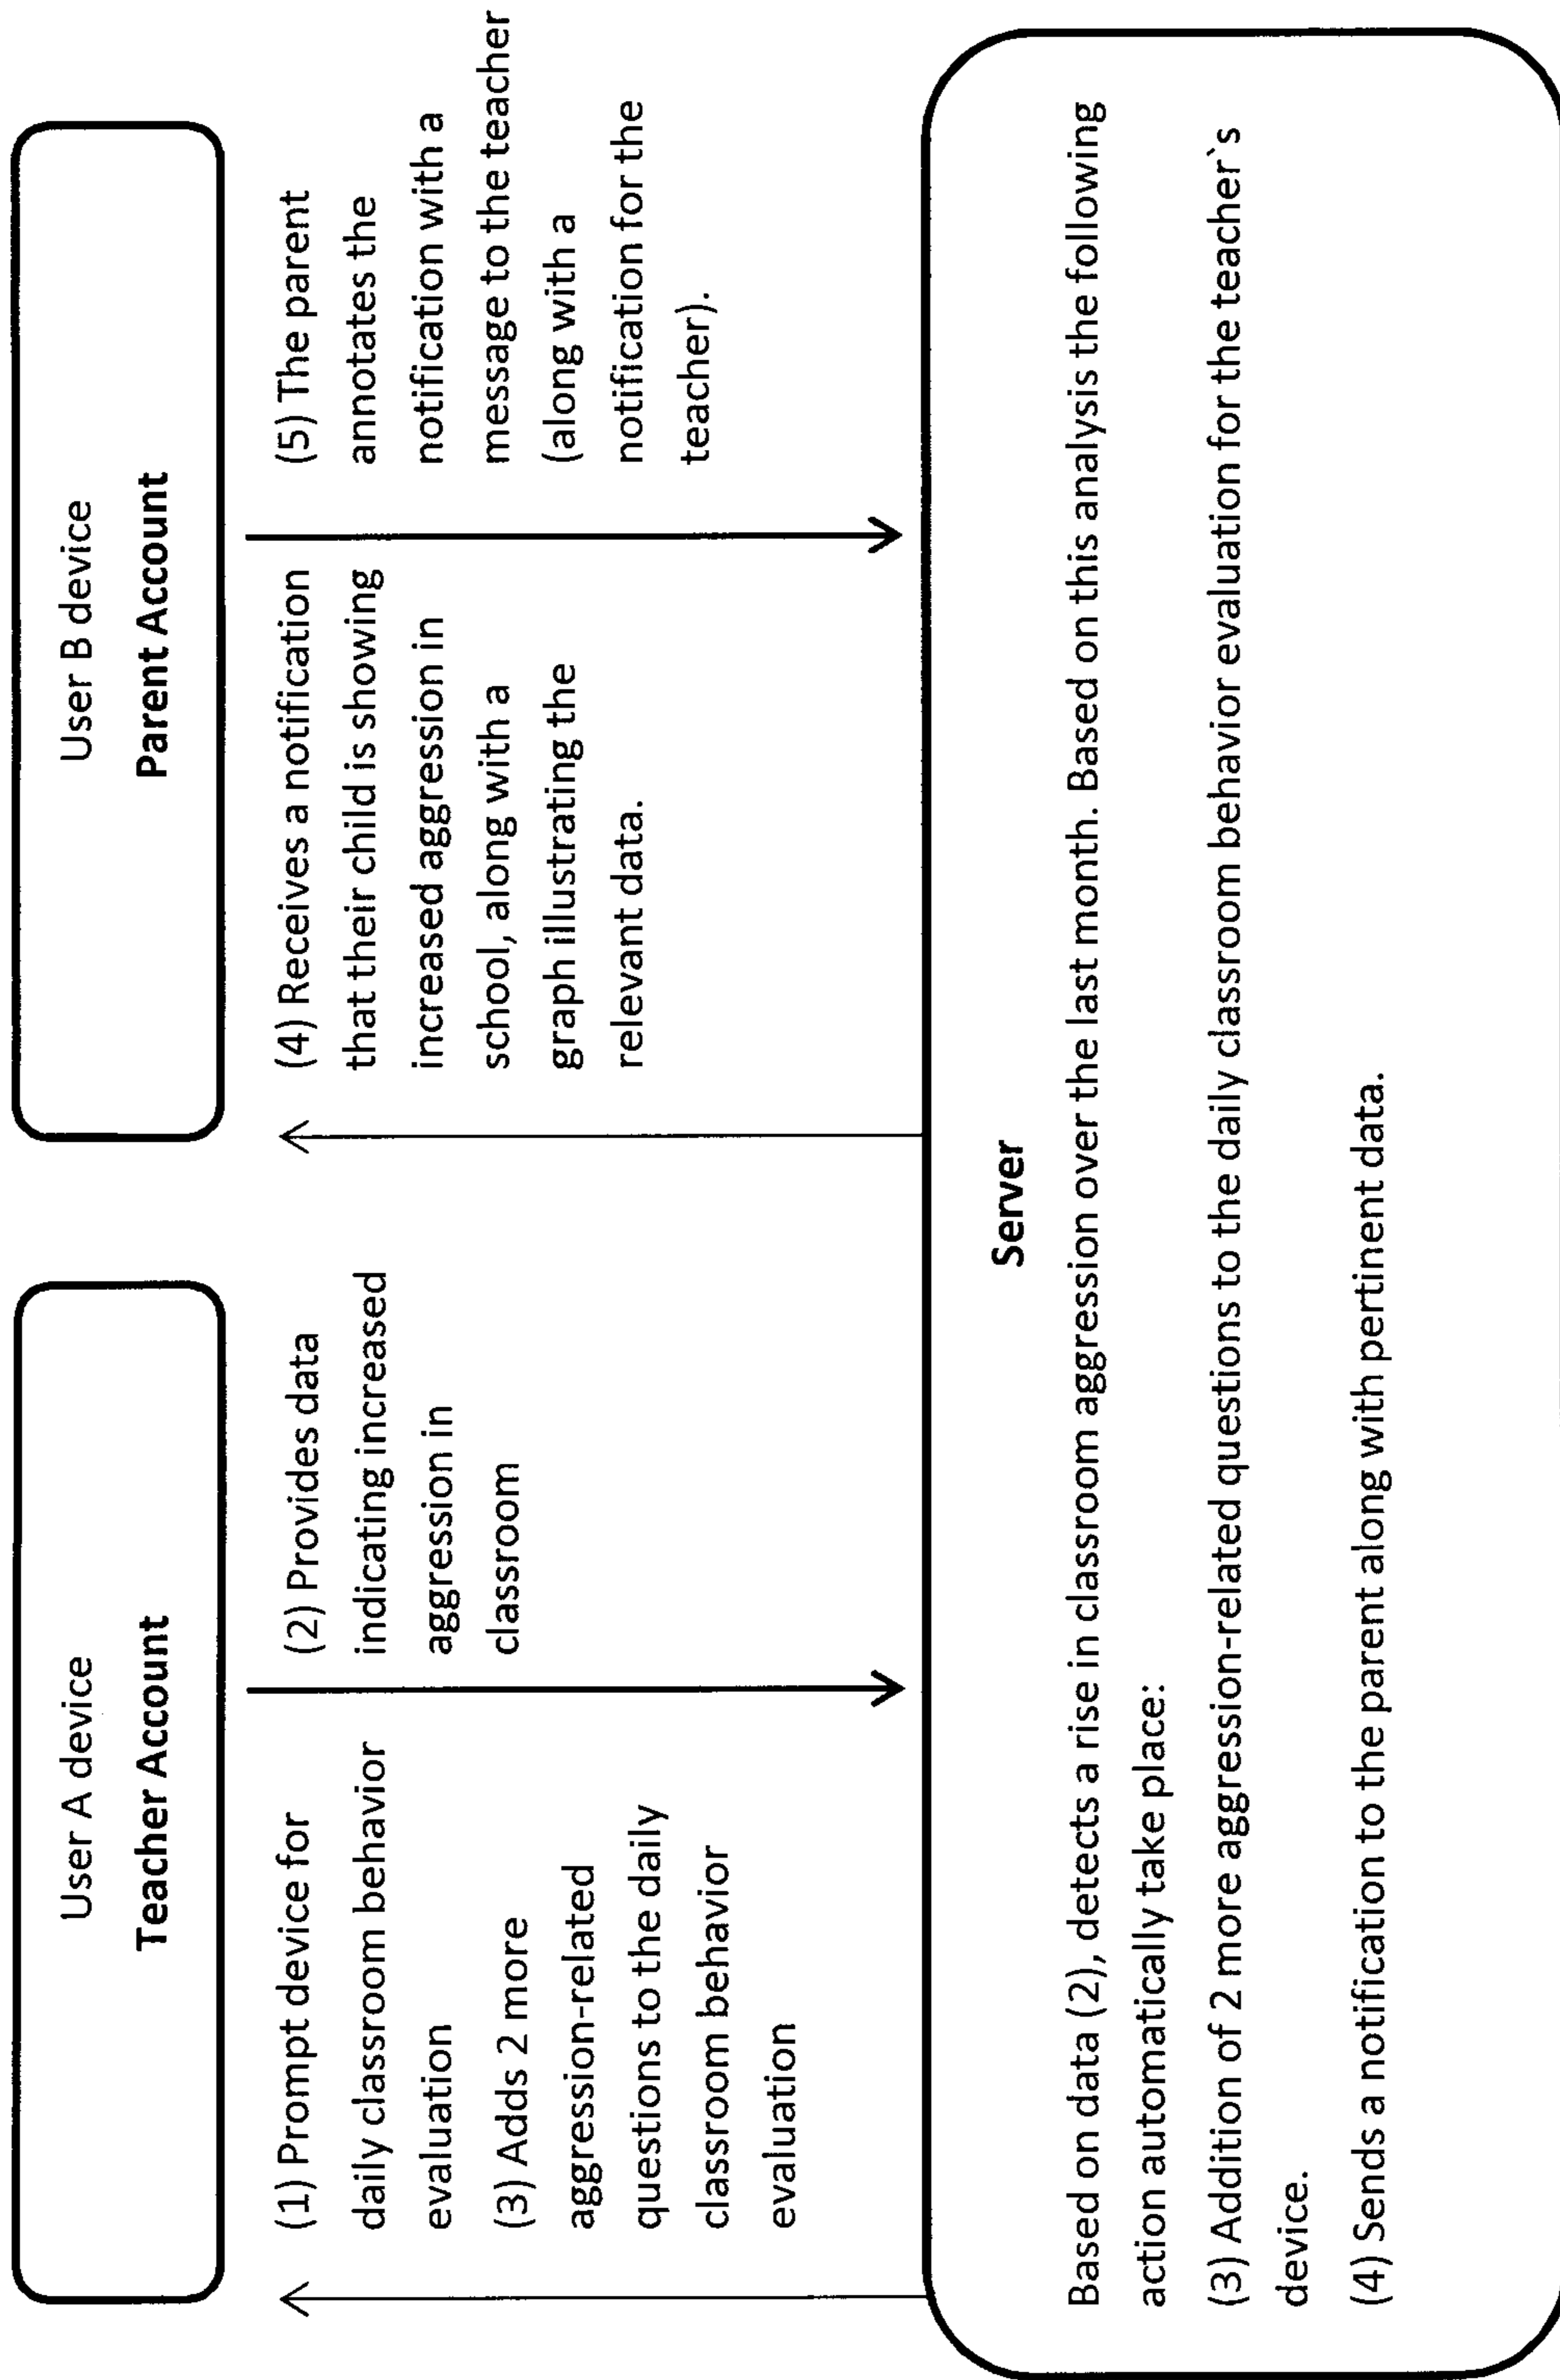 User A device
Teacher Account
(1) Prompt device for
daily classroom behavior
evaluation
(3) Adds 2 more
aggression-related
questions to the daily
classroom behavior
evaluation
(2) Provides data
indicating increased
aggression in
classroom
User B device
Parent Account
(4) Receives a notification
that their child is showing
increased aggression in
school, along with a
graph illustrating the
relevant data.
(5) The parent
annotates the
notification with a
message to the teacher
(along with a
notification for the
teacher).
Server
Based on data (2), detects a rise in classroom aggression over the last month. Based on this analysis the following
action automatically take place:
(3) Addition of 2 more aggression-related questions to the daily classroom behavior evaluation for the teacher`s
device.
(4) Sends a notification to the parent along with pertinent data.